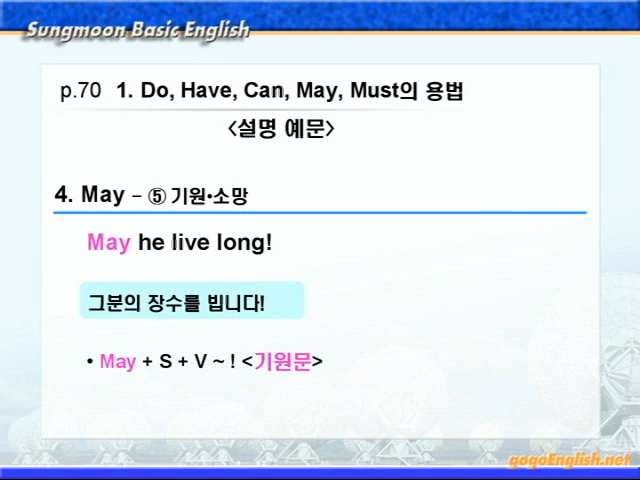 Sungmoon Basic English
p.70 1. Do, Have, Can, May, Must의 용법
<설명 예문>
4. May – ⑤ 기원•소망
May he live long!
그분의 장수를 빕니다!
• May + S + V ~ ! <기원문>
gogoEnglish.net